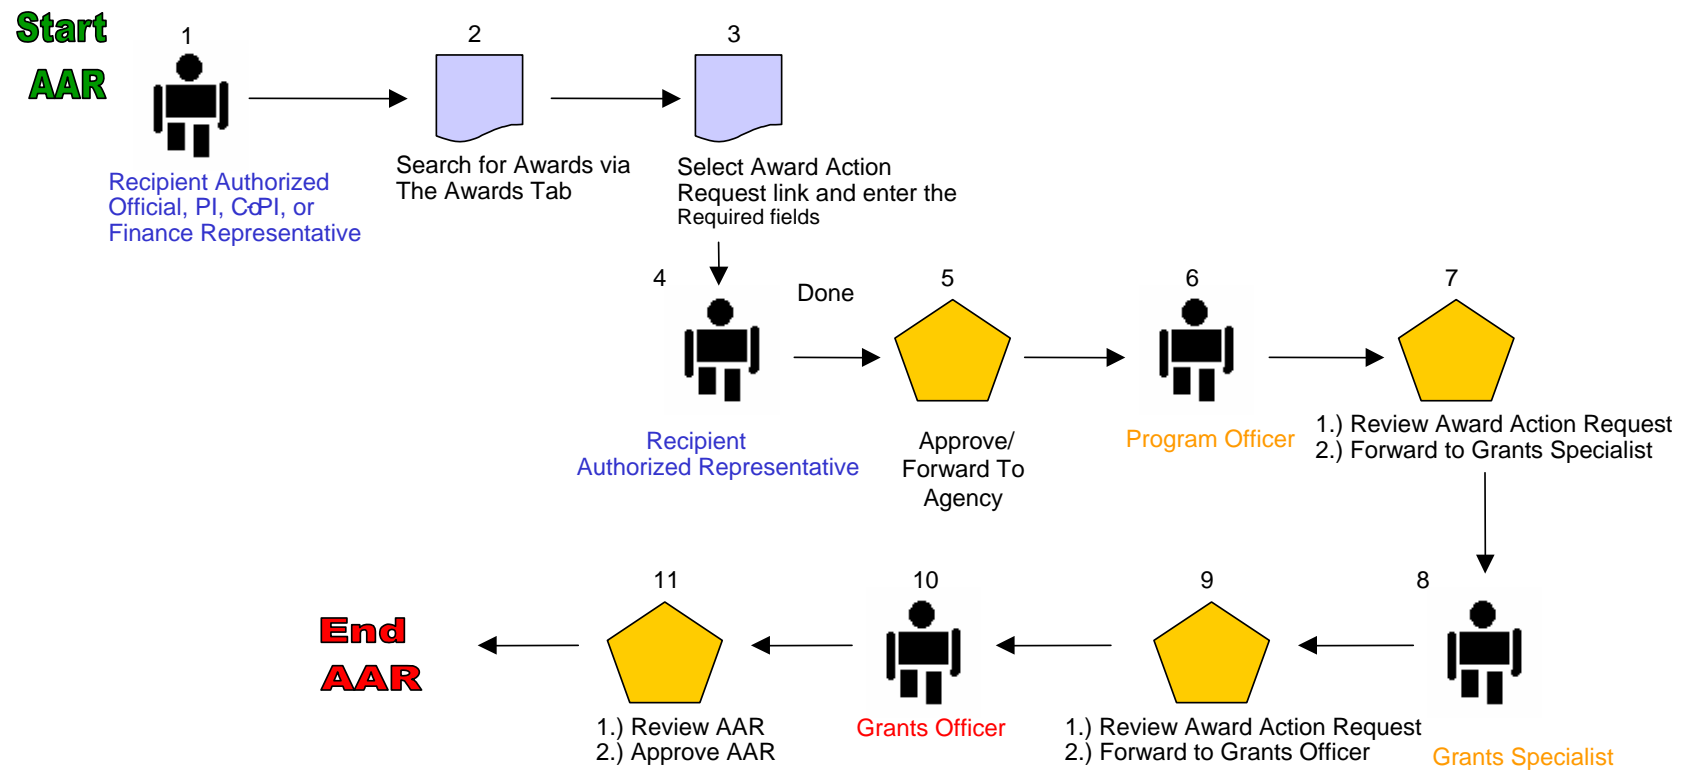 Start
AAR
1
2
3
Recipient Authorized
Official, PI, CoPI, or
Finance Representative
Search for Awards via
The Awards Tab
Select Award Action
Request link and enter the
Required fields
4
Done
5
6
7
Recipient
Authorized Representative
Approve/
Forward To
Agency
Program Officer
1.) Review Award Action Request
2.) Forward to Grants Specialist
11
10
9
8
End
AAR
1.) Review AAR
2.) Approve AAR
Grants Officer
1.) Review Award Action Request
2.) Forward to Grants Officer
Grants Specialist